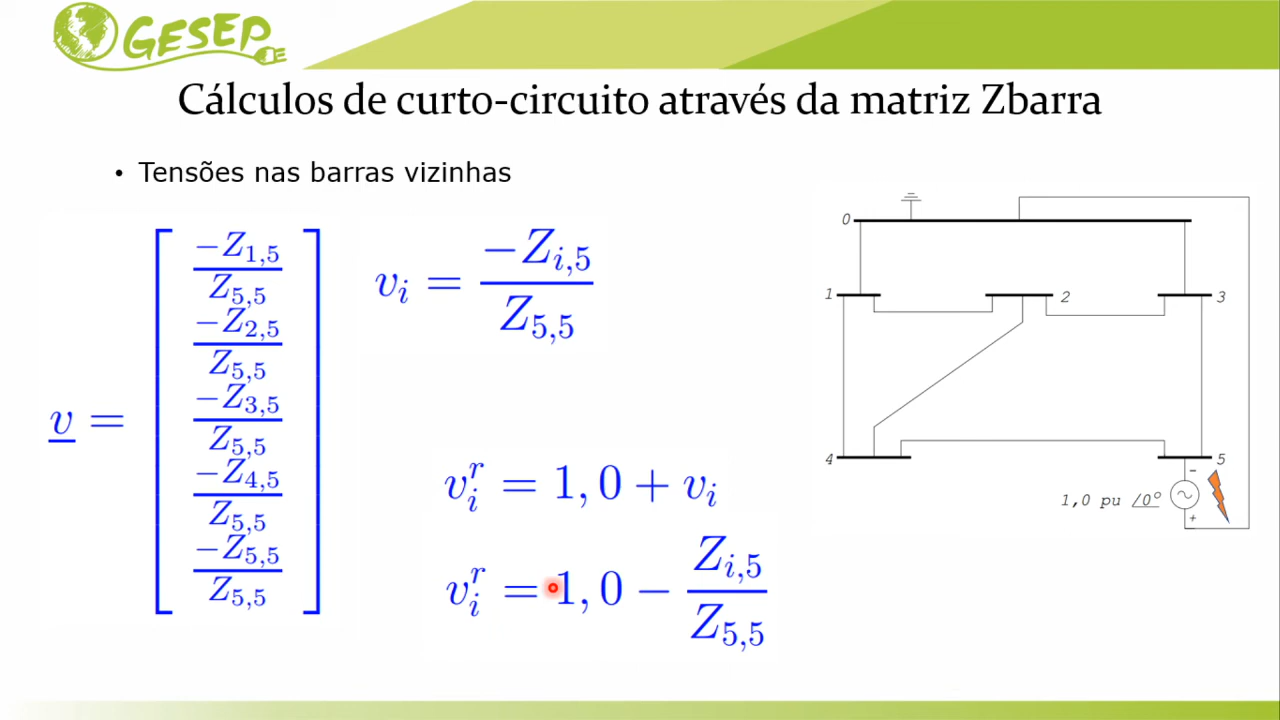 GESEP
Cálculos de curto-circuito através da matriz Zbarra
• Tensões nas barras vizinhas
v = [ −Z1,5/Z5,5
−Z2,5/Z5,5
−Z3,5/Z5,5
−Z4,5/Z5,5
−Z5,5/Z5,5 ]
vi = −Zi,5/Z5,5
vi^r = 1,0 + vi
vi^r = 1,0 − Zi,5/Z5,5
0
1
2
3
4
5
−
1,0 pu ∠0°
+